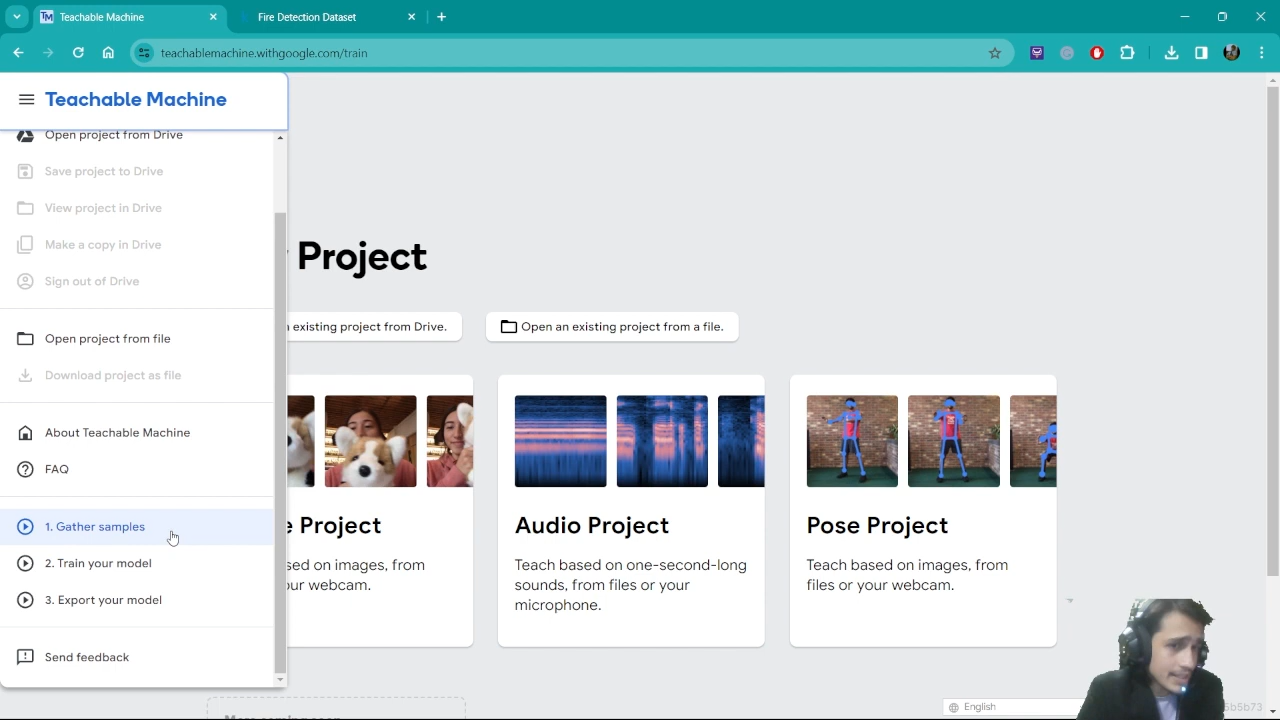 Teachable Machine
Fire Detection Dataset
teachablemachine.withgoogle.com/train
Teachable Machine
Open project from Drive
Save project to Drive
View project in Drive
Make a copy in Drive
Sign out of Drive
Open project from file
Download project as file
About Teachable Machine
FAQ
1. Gather samples
2. Train your model
3. Export your model
Send feedback
Project
existing project from Drive.
Open an existing project from a file.
Project
based on images, from
your webcam.
Audio Project
Teach based on one-second-long
sounds, from files or your
microphone.
Pose Project
Teach based on images, from
files or your webcam.
English